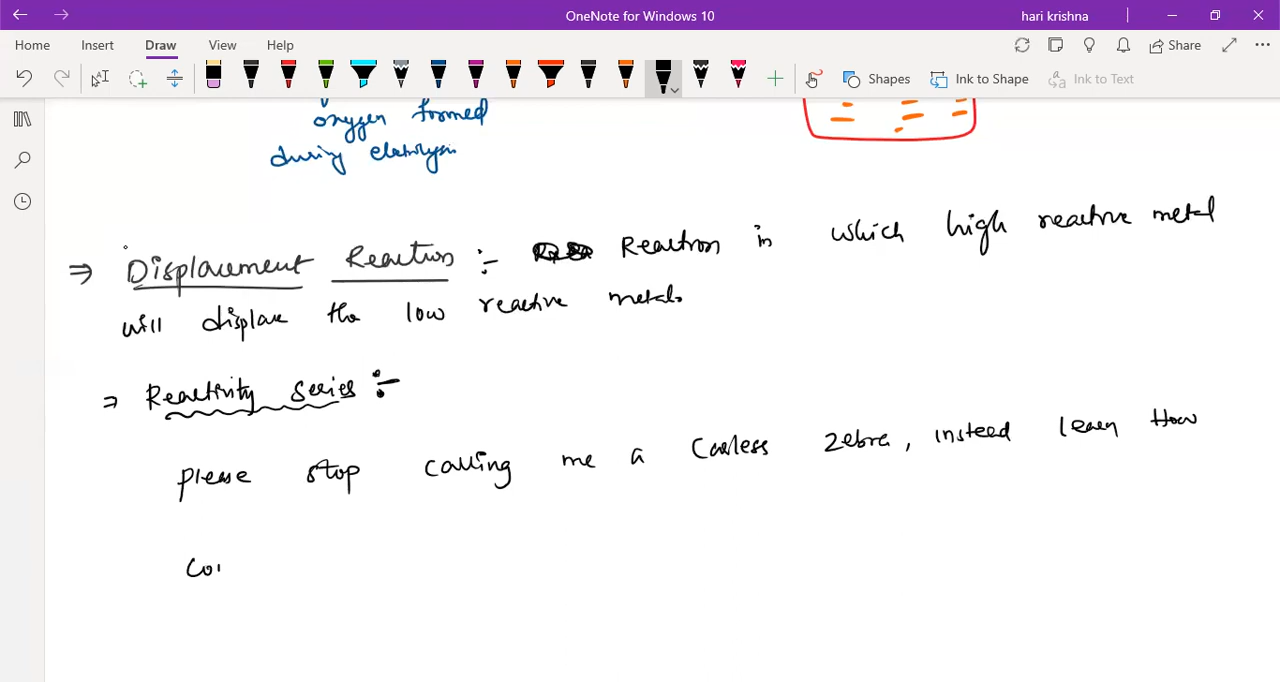 OneNote for Windows 10
hari krishna
Home Insert Draw View Help
Share
Shapes
Ink to Shape
Ink to Text
oxygen formed
during
⇒ Displacement Reaction :- Reaction in which high reactive metal
will displace the low reactive metals
⇒ Reactivity Series :-
please stop calling me a Careless Zebra, instead learn How
Co